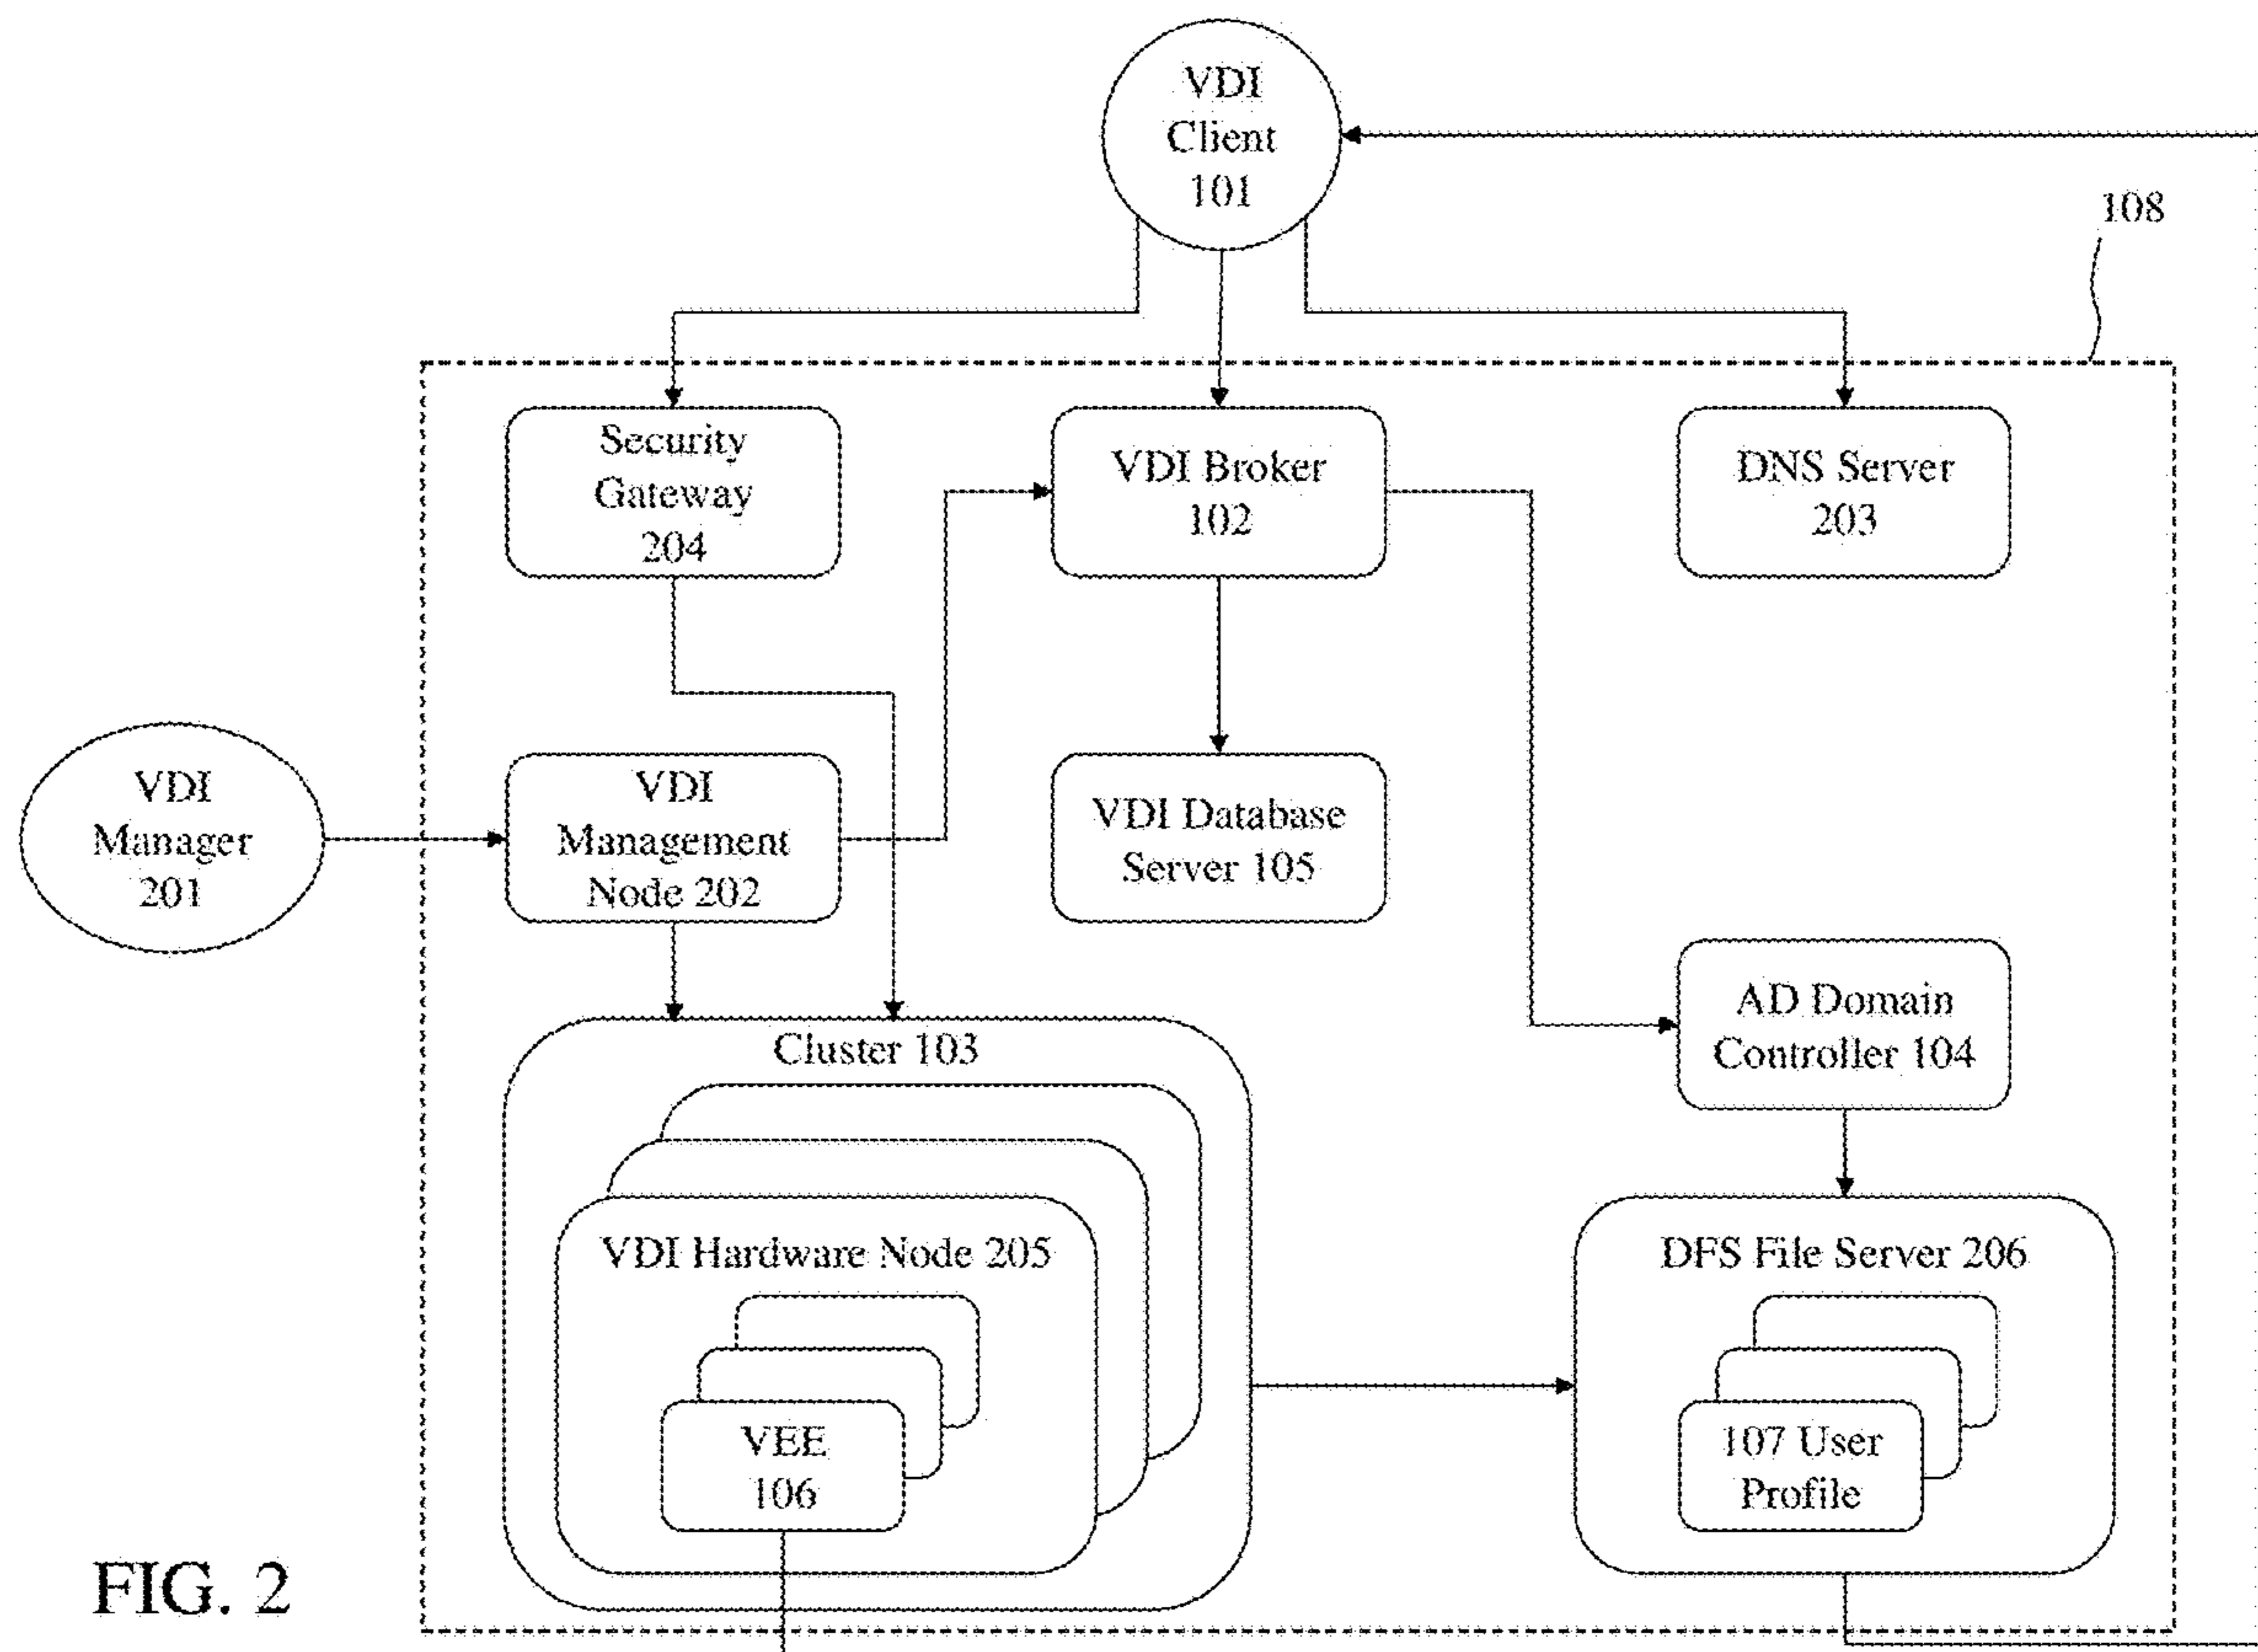 VDI
Client
101
108
Security
Gateway
204
VDI Broker
102
DNS Server
203
VDI
Manager
201
VDI
Management
Node 202
VDI Database
Server 105
AD Domain
Controller 104
Cluster 103
VDI Hardware Node 205
VEE
106
DFS File Server 206
107 User
Profile
FIG. 2